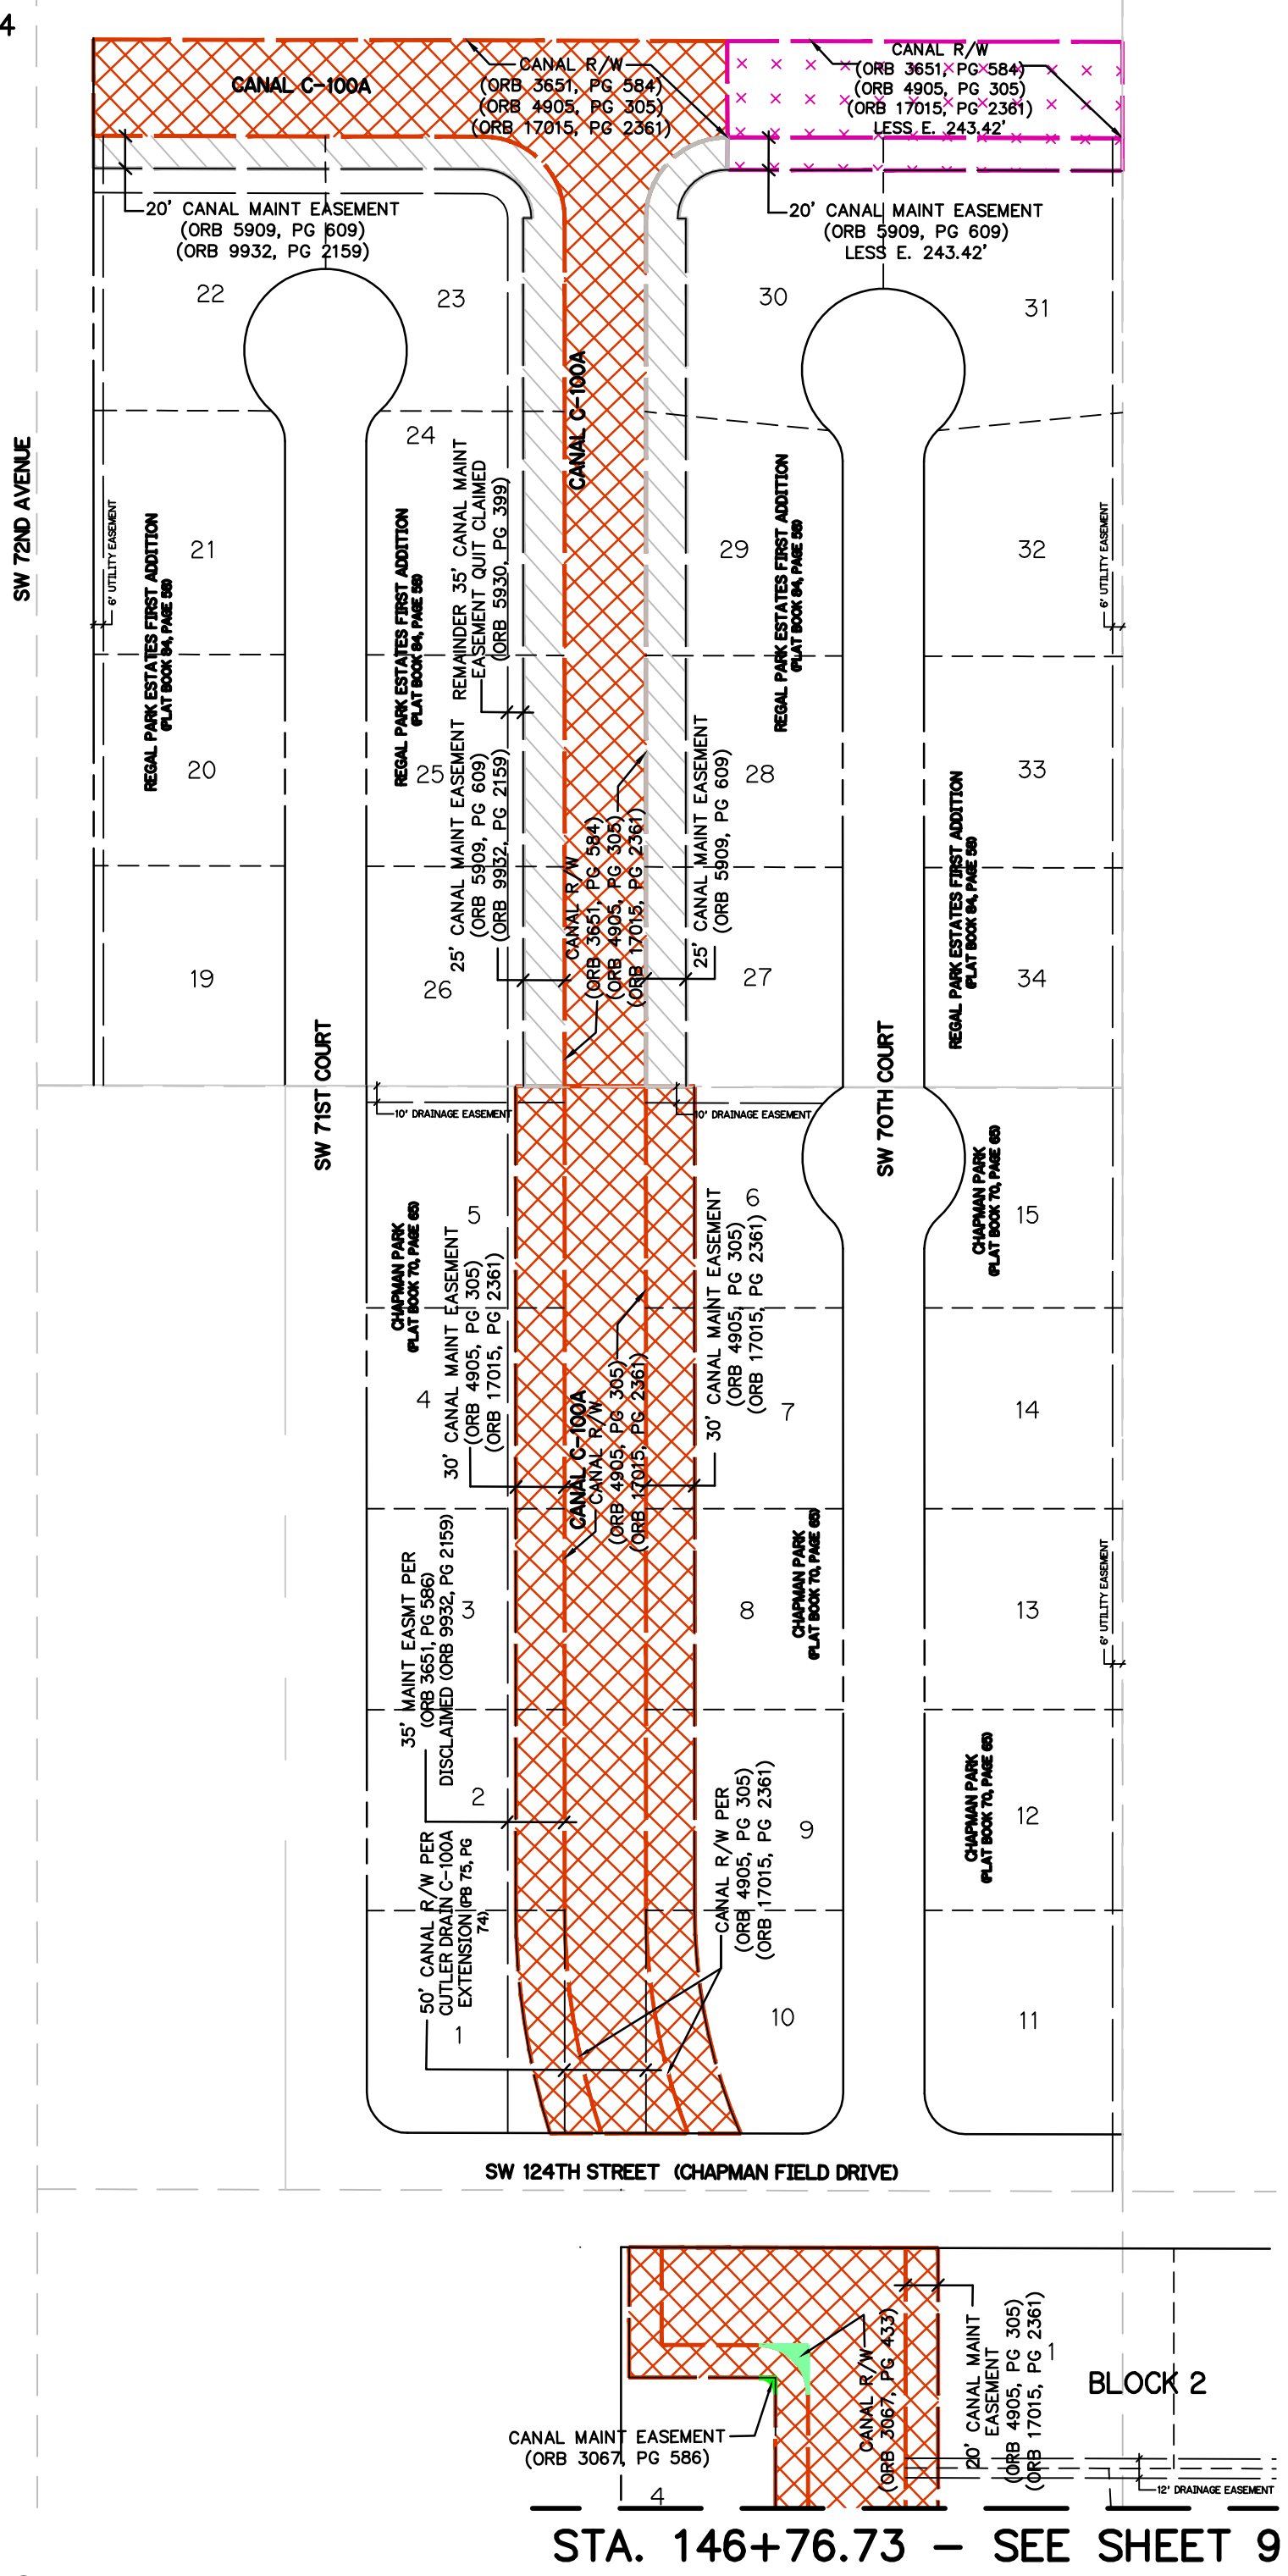 4
CANAL C-100A
CANAL R/W
(ORB 3651, PG 584)
(ORB 4905, PG 305)
(ORB 17015, PG 2361)
CANAL R/W
(ORB 3651, PG 584)
(ORB 4905, PG 305)
(ORB 17015, PG 2361)
LESS E. 243.42'
20' CANAL MAINT EASEMENT
(ORB 5909, PG 609)
(ORB 9932, PG 2159)
20' CANAL MAINT EASEMENT
(ORB 5909, PG 609)
LESS E. 243.42'
22
23
30
31
SW 72ND AVENUE
CANAL C-100A
24
21
29
32
6' UTILITY EASEMENT
REGAL PARK ESTATES FIRST ADDITION
(PLAT BOOK 84, PAGE 58)
REGAL PARK ESTATES FIRST ADDITION
(PLAT BOOK 84, PAGE 58)
REMAINDER 35' CANAL MAINT
EASEMENT QUIT CLAIMED
(ORB 5930, PG 399)
REGAL PARK ESTATES FIRST ADDITION
(PLAT BOOK 84, PAGE 58)
6' UTILITY EASEMENT
20
25
28
33
25' CANAL MAINT EASEMENT
(ORB 5909, PG 609)
(ORB 9932, PG 2159)
CANAL R/W
(ORB 3651, PG 584)
(ORB 4905, PG 305)
(ORB 17015, PG 2361)
25' CANAL MAINT EASEMENT
(ORB 5909, PG 609)
REGAL PARK ESTATES FIRST ADDITION
(PLAT BOOK 84, PAGE 58)
19
26
27
34
SW 71ST COURT
SW 70TH COURT
10' DRAINAGE EASEMENT
10' DRAINAGE EASEMENT
5
6
15
CHAPMAN PARK
(PLAT BOOK 70, PAGE 65)
30' CANAL MAINT EASEMENT
(ORB 4905, PG 305)
(ORB 17015, PG 2361)
30' CANAL MAINT EASEMENT
(ORB 4905, PG 305)
(ORB 17015, PG 2361)
CHAPMAN PARK
(PLAT BOOK 70, PAGE 65)
4
7
14
CANAL C-100A
CANAL R/W
(ORB 4905, PG 305)
(ORB 17015, PG 2361)
35' MAINT EASMT PER
(ORB 3651, PG 586)
DISCLAIMED (ORB 9932, PG 2159)
CHAPMAN PARK
(PLAT BOOK 70, PAGE 65)
6' UTILITY EASEMENT
3
8
13
2
9
12
CANAL R/W PER
(ORB 4905, PG 305)
(ORB 17015, PG 2361)
CHAPMAN PARK
(PLAT BOOK 70, PAGE 65)
50' CANAL R/W PER
CUTLER DRAIN C-100A
EXTENSION (PB 75, PG
74)
1
10
11
SW 124TH STREET (CHAPMAN FIELD DRIVE)
CANAL R/W
(ORB 3067, PG 433)
20' CANAL MAINT
EASEMENT
(ORB 4905, PG 305)
(ORB 17015, PG 2361)
1
BLOCK 2
CANAL MAINT EASEMENT
(ORB 3067, PG 586)
4
12' DRAINAGE EASEMENT
STA. 146+76.73 - SEE SHEET 9